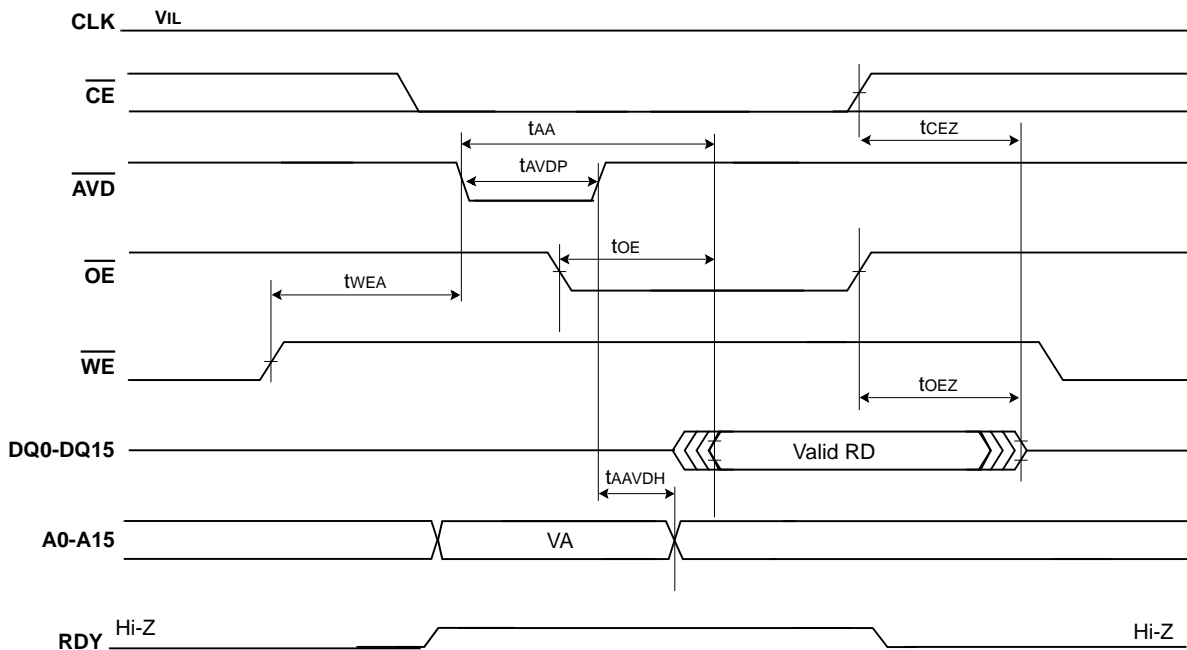 CLK VIL
CE
tAA
tCEZ
AVD
tAVDP
OE
tOE
tWEA
WE
tOEZ
DQ0-DQ15
Valid RD
tAAVDH
A0-A15
VA
RDY Hi-Z
Hi-Z